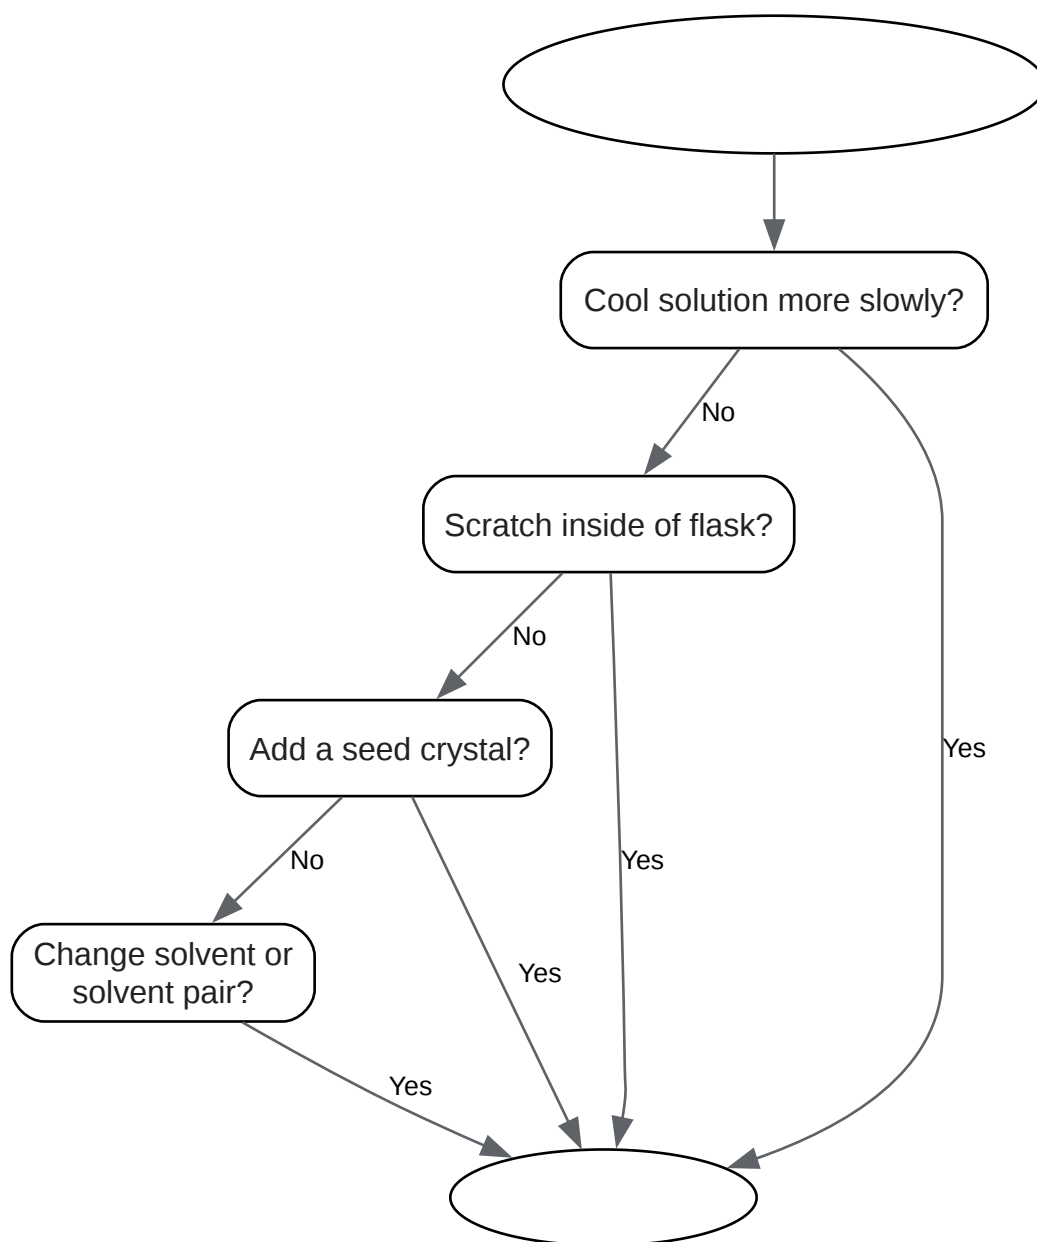 Cool solution more slowly?
No
Scratch inside of flask?
No
Add a seed crystal?
Yes
No
Yes
Change solvent or
solvent pair?
Yes
Yes